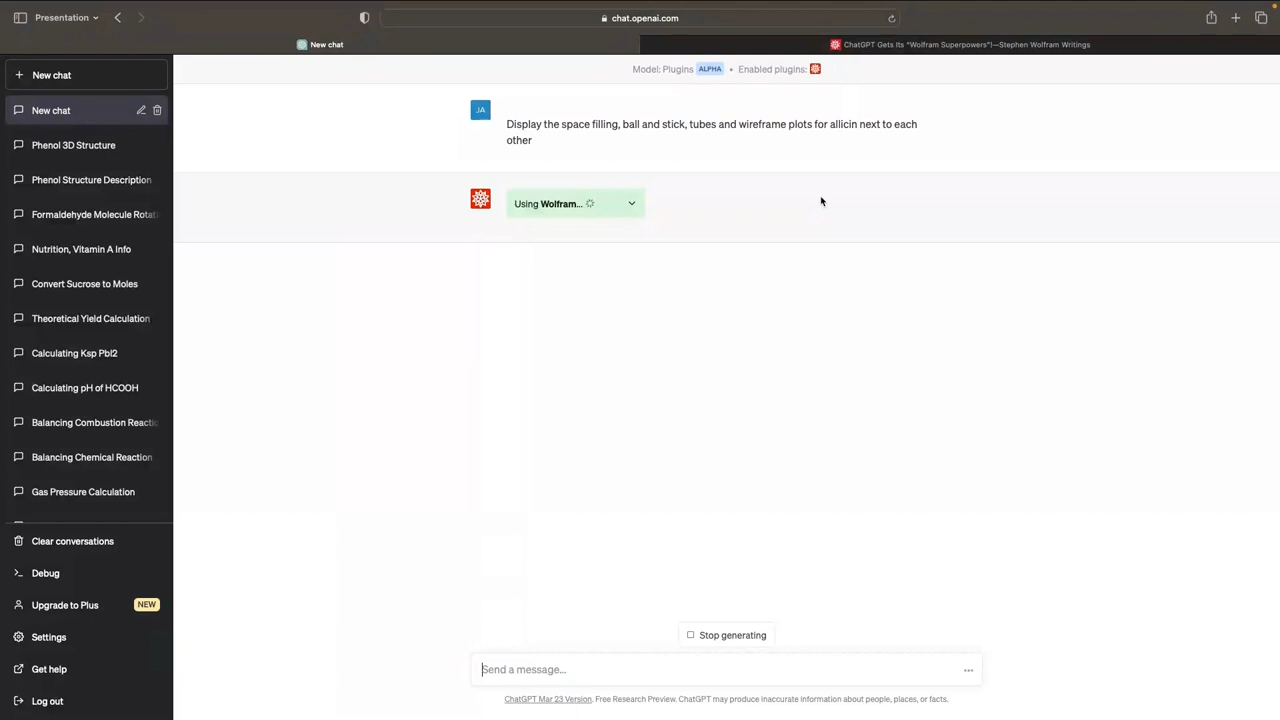 Presentation
chat.openai.com
New chat
ChatGPT Gets Its “Wolfram Superpowers”!—Stephen Wolfram Writings
New chat
New chat
Phenol 3D Structure
Phenol Structure Description
Formaldehyde Molecule Rotati
Nutrition, Vitamin A Info
Convert Sucrose to Moles
Theoretical Yield Calculation
Calculating Ksp PbI2
Calculating pH of HCOOH
Balancing Combustion Reactio
Balancing Chemical Reaction
Gas Pressure Calculation
Clear conversations
Debug
Upgrade to Plus NEW
Settings
Get help
Log out
Model: Plugins ALPHA • Enabled plugins:
JA
Display the space filling, ball and stick, tubes and wireframe plots for allicin next to each
other
Using Wolfram...
Stop generating
Send a message...
ChatGPT Mar 23 Version. Free Research Preview. ChatGPT may produce inaccurate information about people, places, or facts.